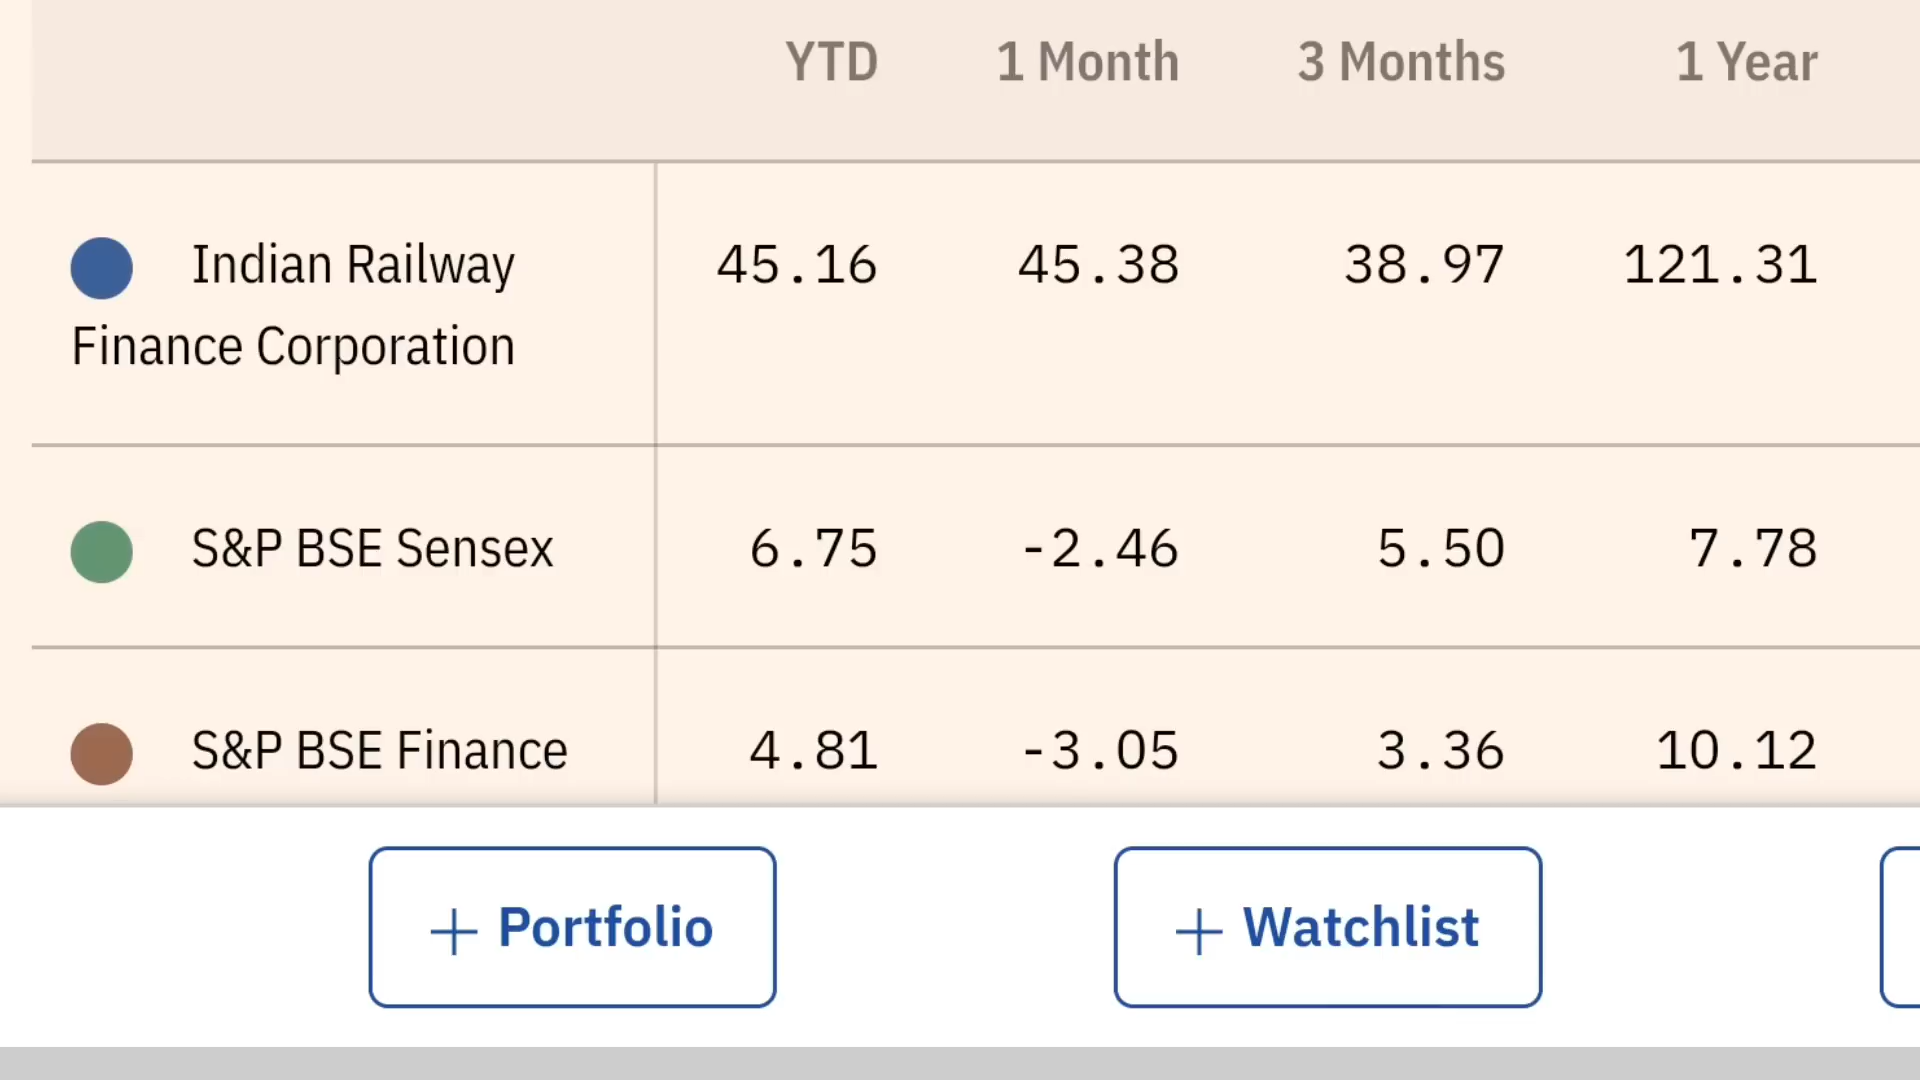 YTD 1 Month 3 Months 1 Year
Indian Railway 45.16 45.38 38.97 121.31
Finance Corporation
S&P BSE Sensex 6.75 -2.46 5.50 7.78
S&P BSE Finance 4.81 -3.05 3.36 10.12
+ Portfolio + Watchlist